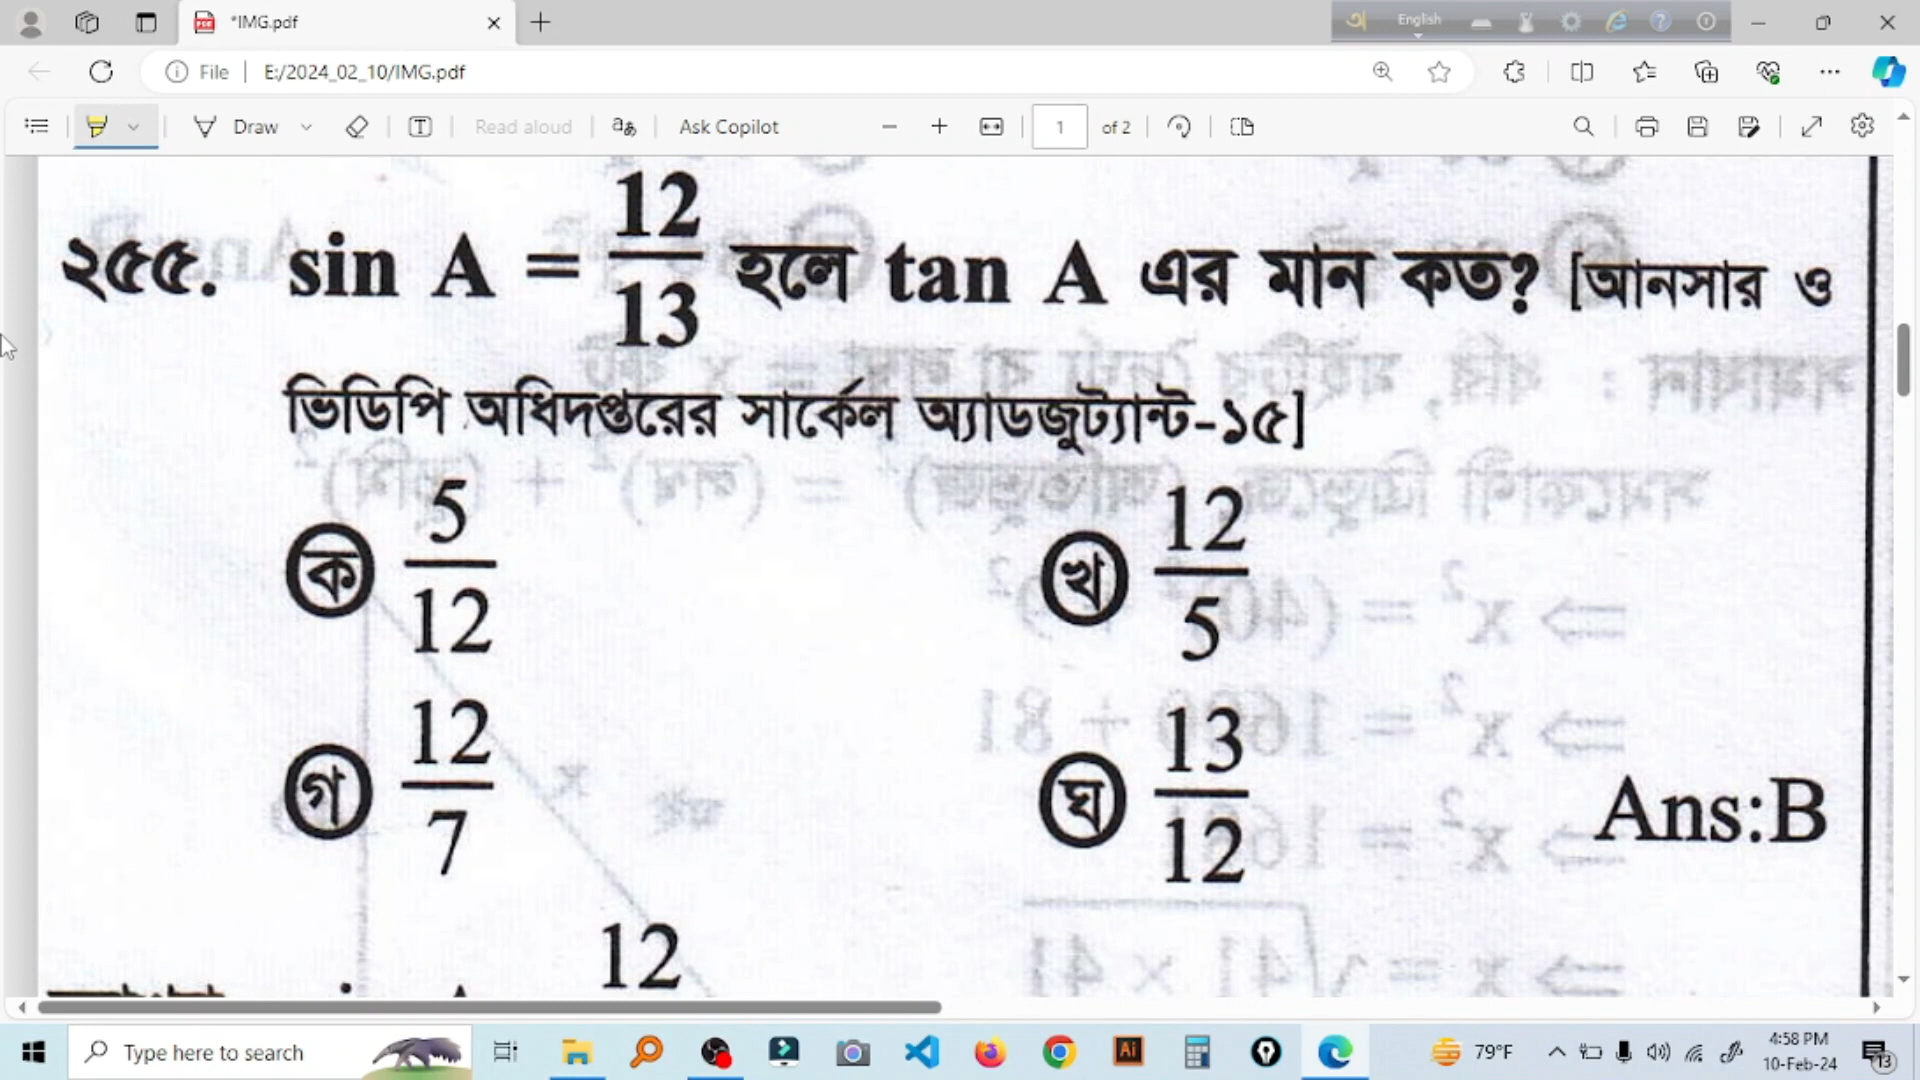 *IMG.pdf
English
File E:/2024_02_10/IMG.pdf
Draw Read aloud Ask Copilot 1 of 2
২৫৫. sin A = 12/13 হলে tan A এর মান কত? [আনসার ও
ভিডিপি অধিদপ্তরের সার্কেল অ্যাডজুট্যান্ট-১৫]
ক 5/12 খ 12/5
গ 12/7 ঘ 13/12 Ans:B
12
Type here to search 79°F 4:58 PM
10-Feb-24 13